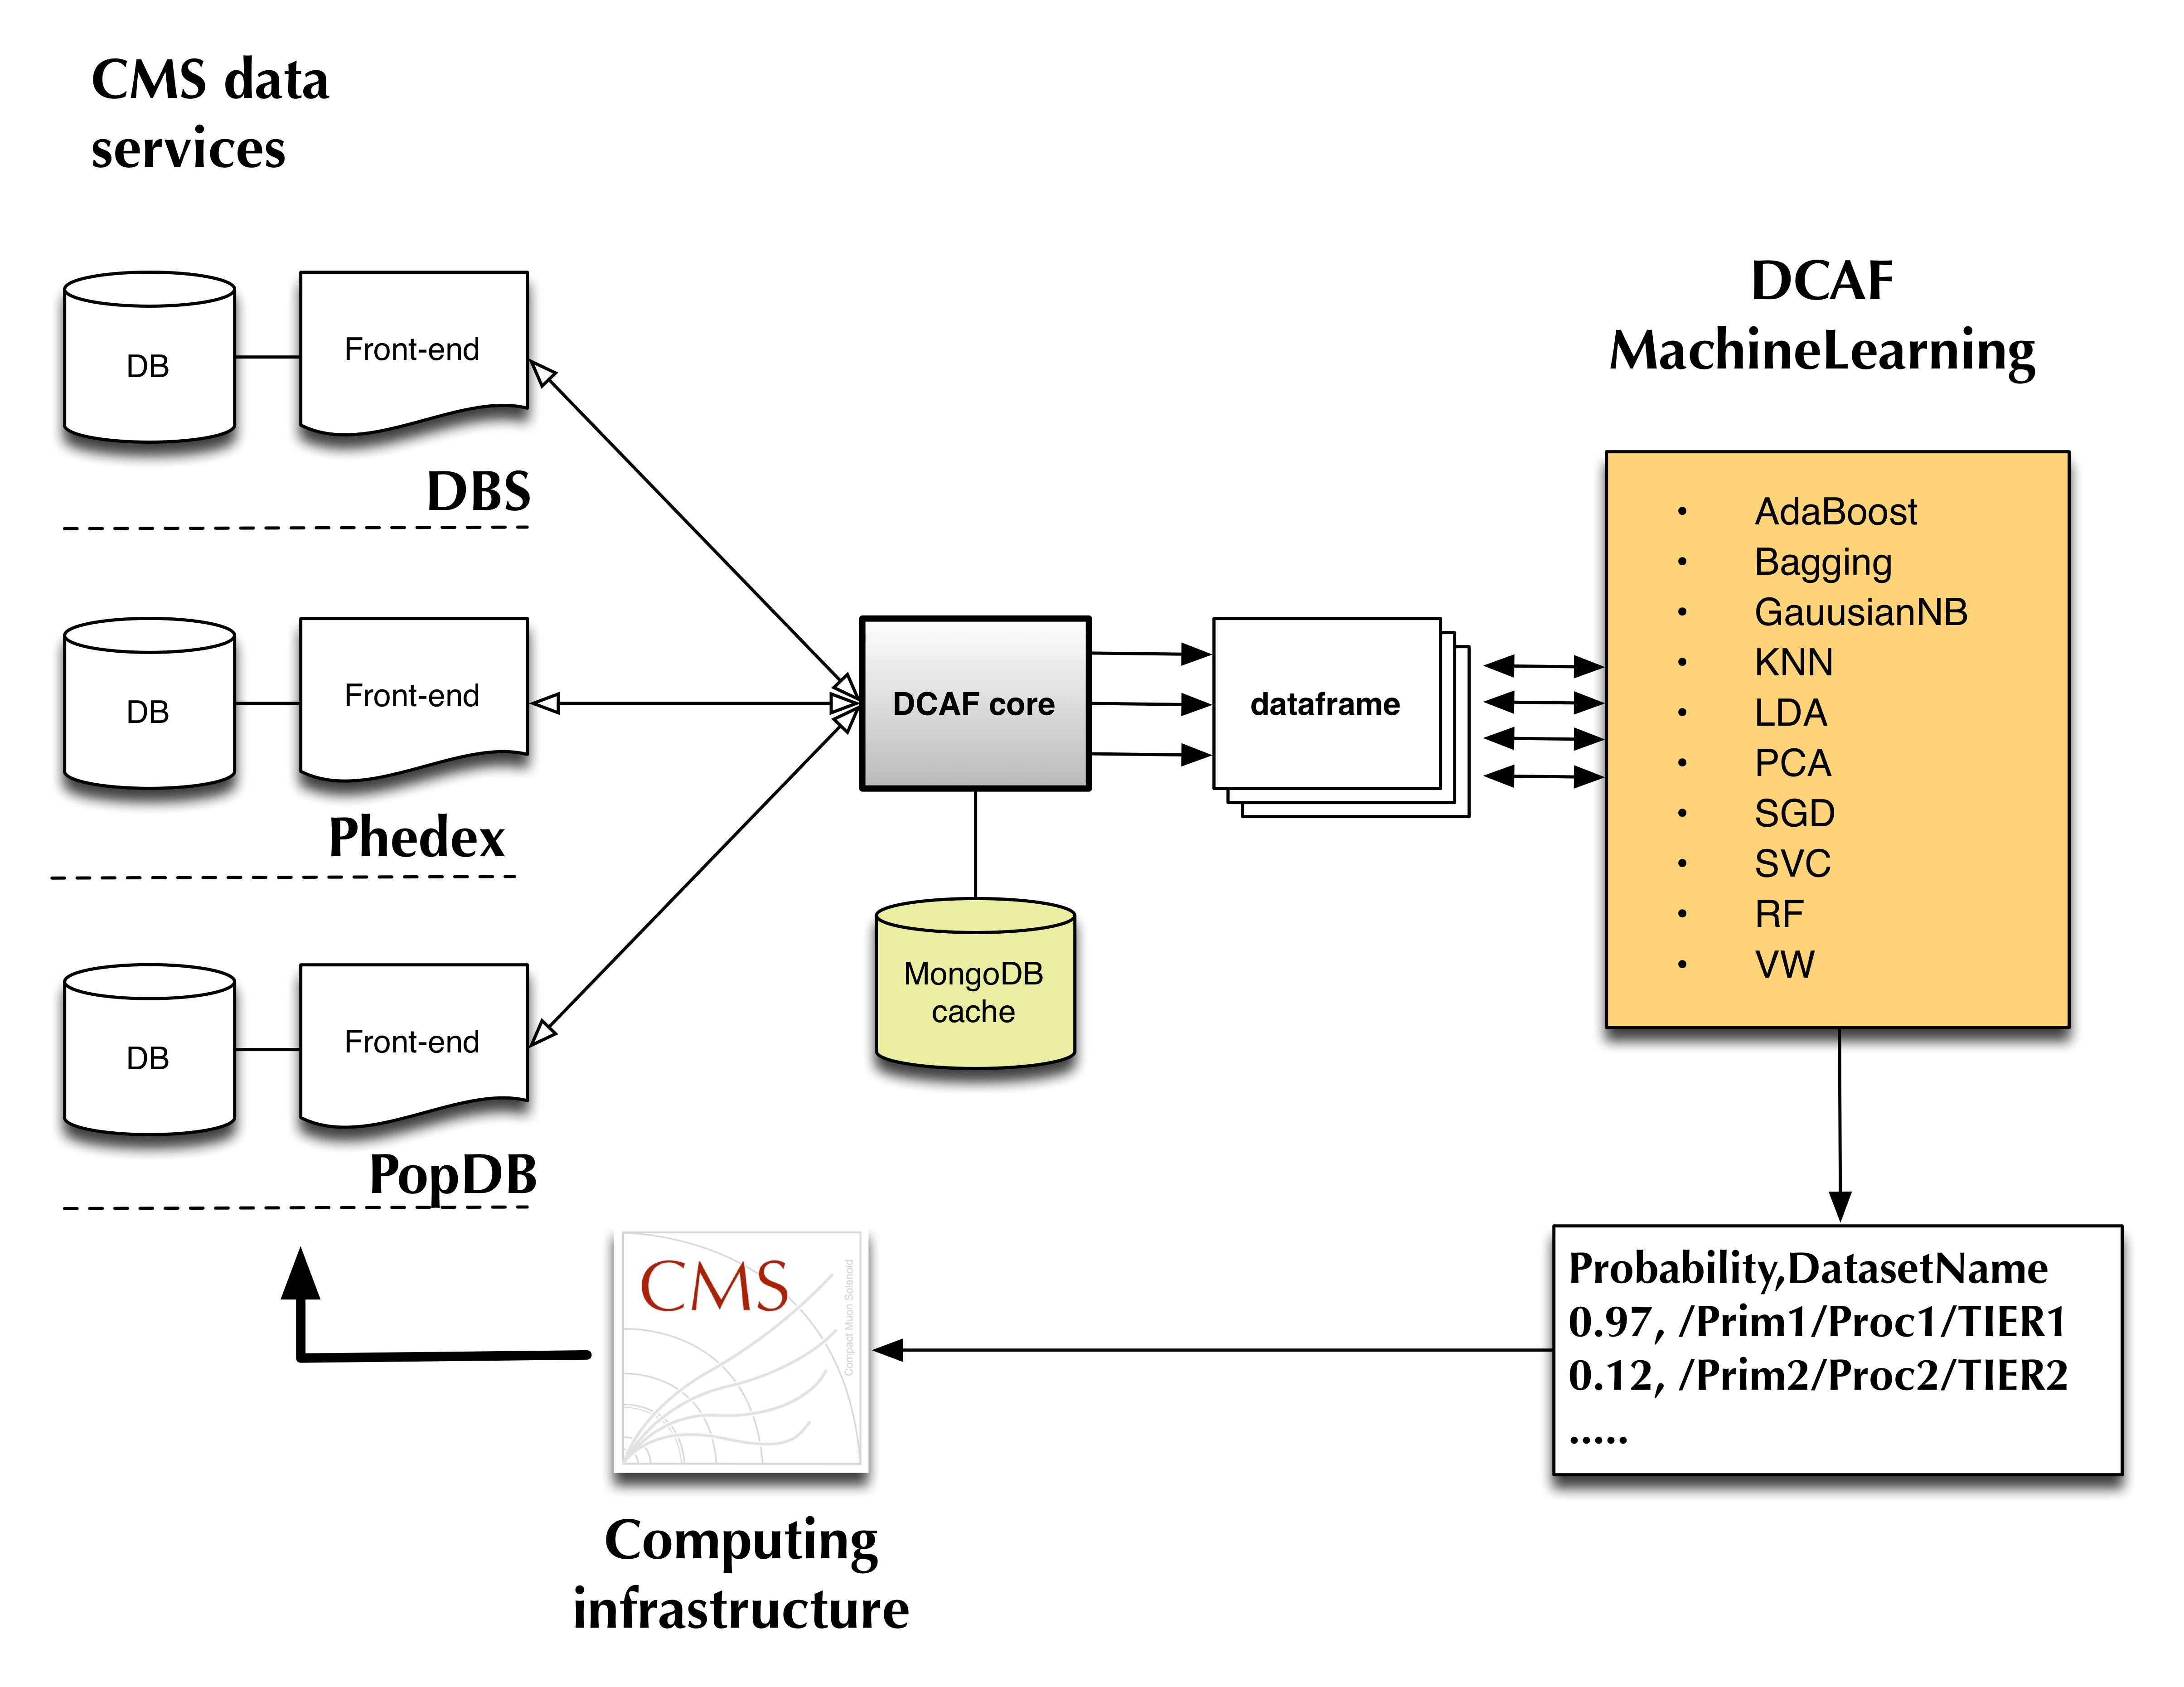 CMS data
services
DB
Front-end
DBS
DB
Front-end
Phedex
DB
Front-end
PopDB
DCAF core
MongoDB
cache
dataframe
DCAF
MachineLearning
• AdaBoost
• Bagging
• GauusianNB
• KNN
• LDA
• PCA
• SGD
• SVC
• RF
• VW
Probability,DatasetName
0.97, /Prim1/Proc1/TIER1
0.12, /Prim2/Proc2/TIER2
.....
CMS
Compact Muon Solenoid
Computing
infrastructure